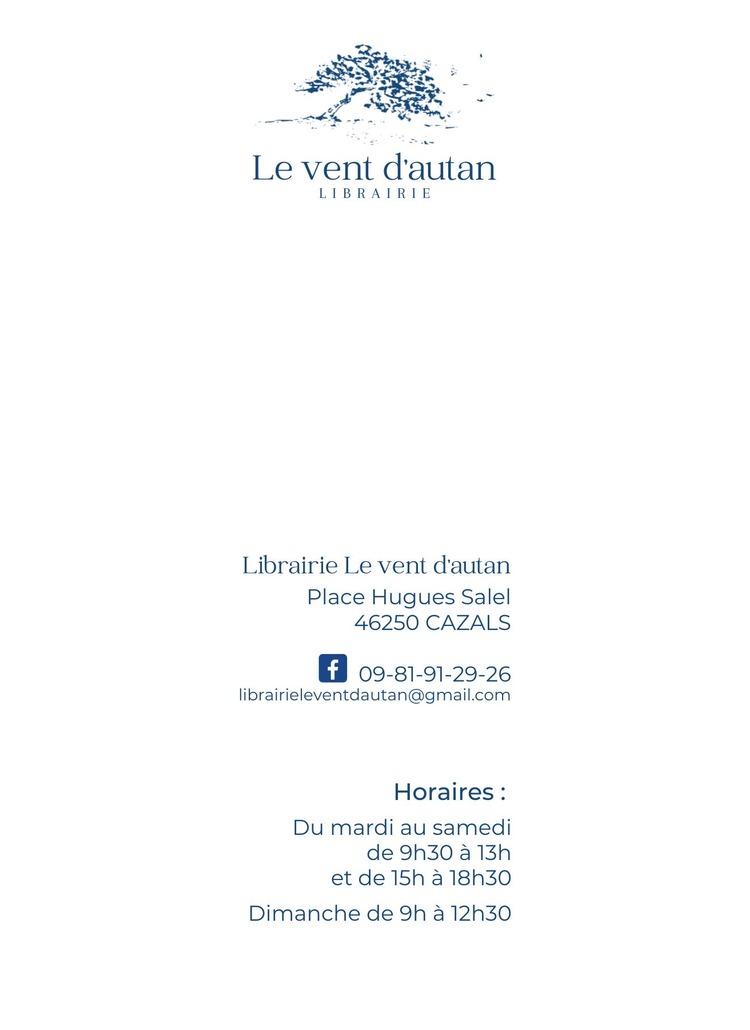 Le vent d'autan
LIBRAIRIE
Librairie Le vent d'autan
Place Hugues Salel
46250 CAZALS
09-81-91-29-26
librairieleventdautan@gmail.com
Horaires :
Du mardi au samedi
de 9h30 à 13h
et de 15h à 18h30
Dimanche de 9h à 12h30